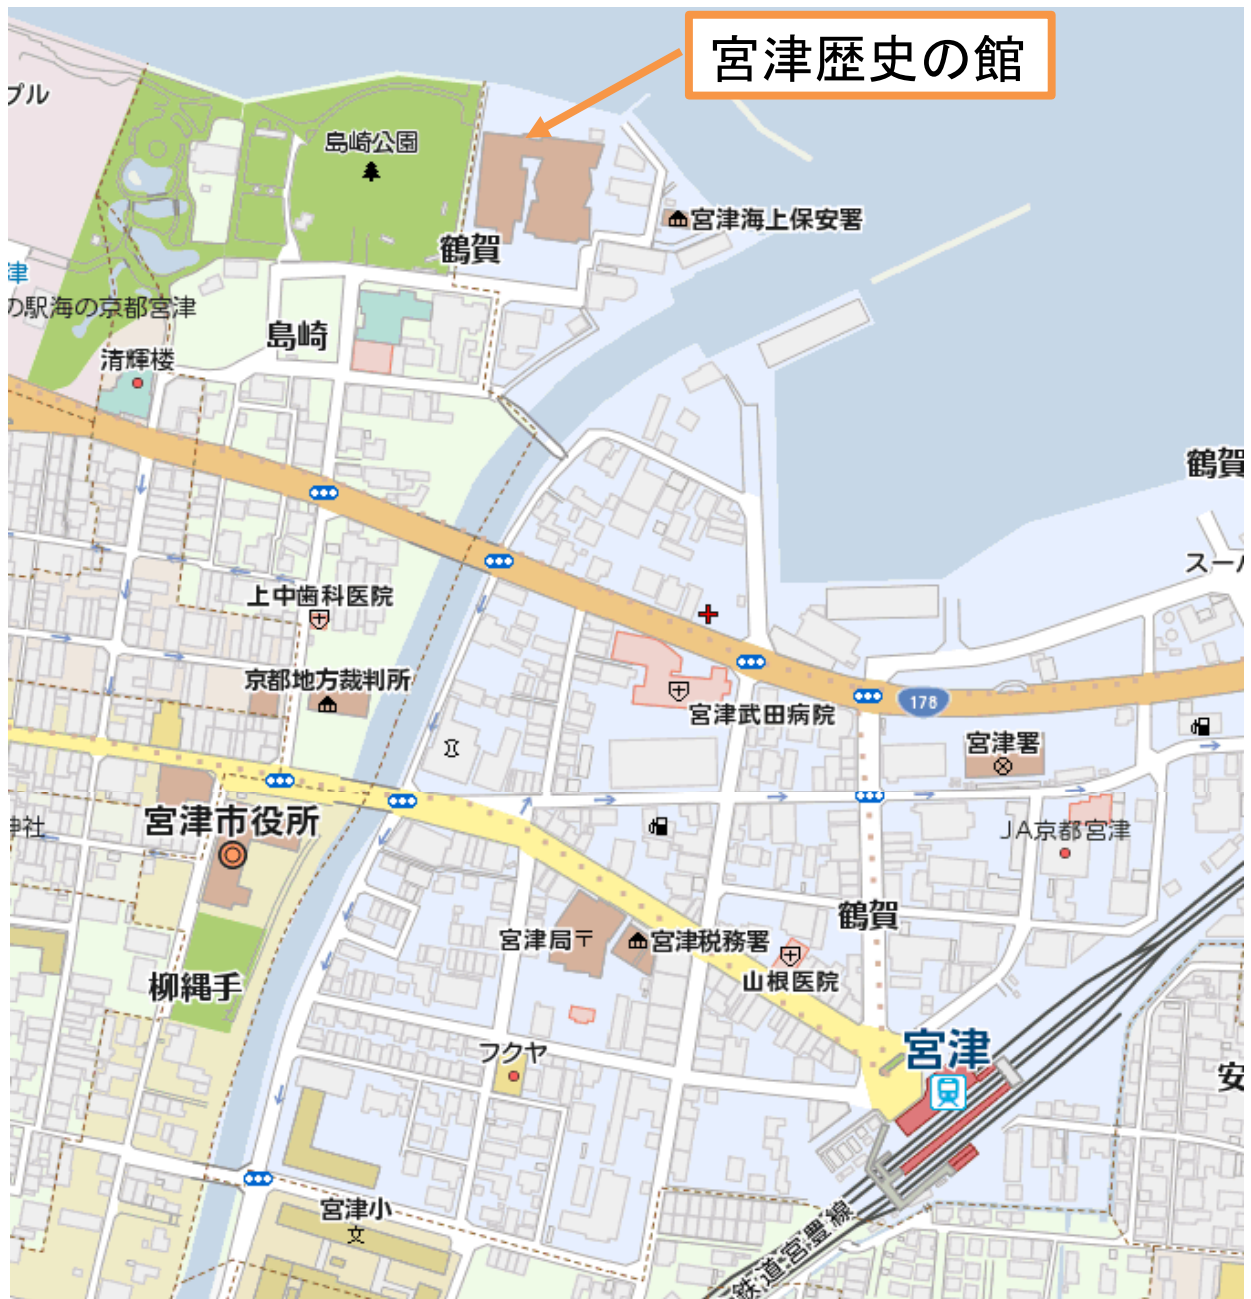 宮津歴史の館
プル
島崎公園
宮津海上保安署
鶴賀
津
の駅海の京都宮津
島崎
清輝楼
鶴賀
スーパ
上中歯科医院
京都地方裁判所
宮津武田病院
178
宮津署
宮津市役所
神社
JA京都宮津
鶴賀
宮津局
宮津税務署
山根医院
柳縄手
フクヤ
宮津
安
宮津小
文
鉄道宮豊線